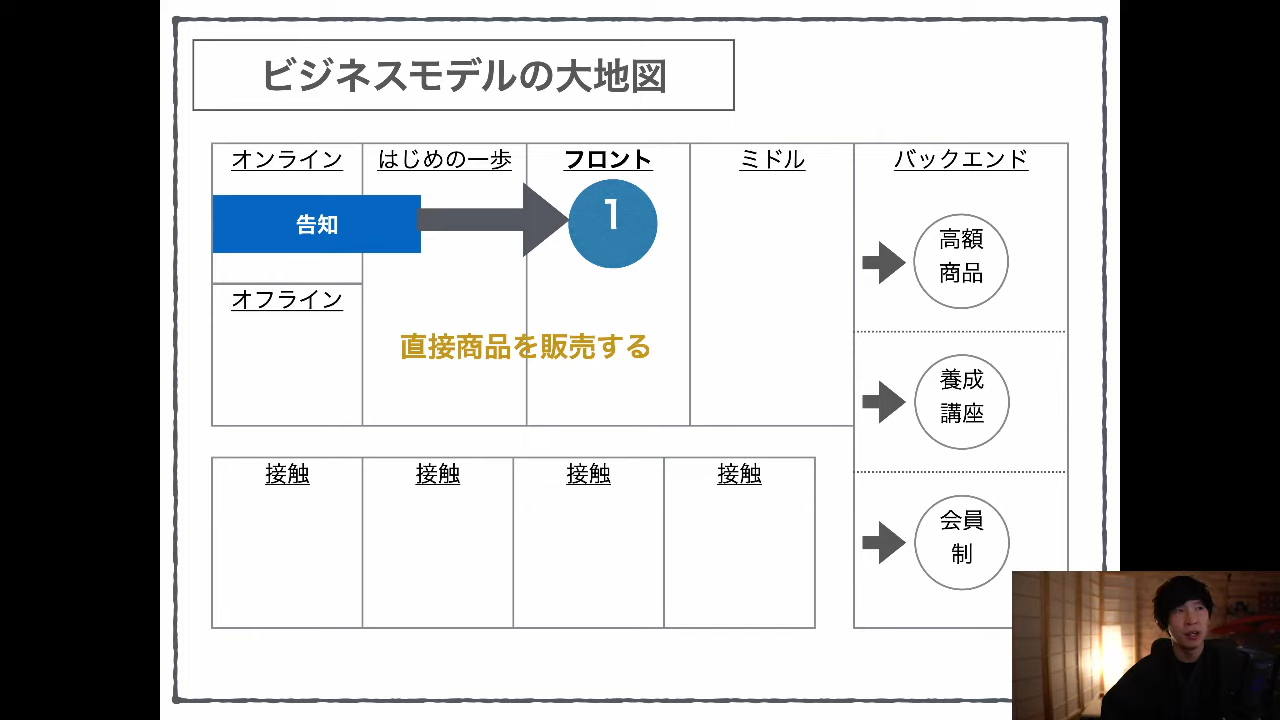 ビジネスモデルの大地図
オンライン
はじめの一歩
フロント
ミドル
バックエンド
告知
1
高額
商品
オフライン
直接商品を販売する
養成
講座
接触
接触
接触
接触
会員
制